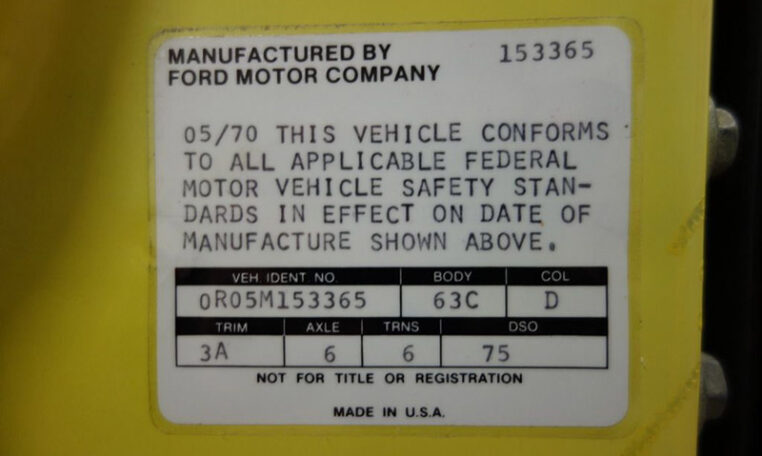 MANUFACTURED BY 153365
FORD MOTOR COMPANY
05/70 THIS VEHICLE CONFORMS
TO ALL APPLICABLE FEDERAL
MOTOR VEHICLE SAFETY STAN-
DARDS IN EFFECT ON DATE OF
MANUFACTURE SHOWN ABOVE.
VEH. IDENT NO. BODY COL
0R05M153365 63C D
TRIM AXLE TRNS DSO
3A 6 6 75
NOT FOR TITLE OR REGISTRATION
MADE IN U.S.A.